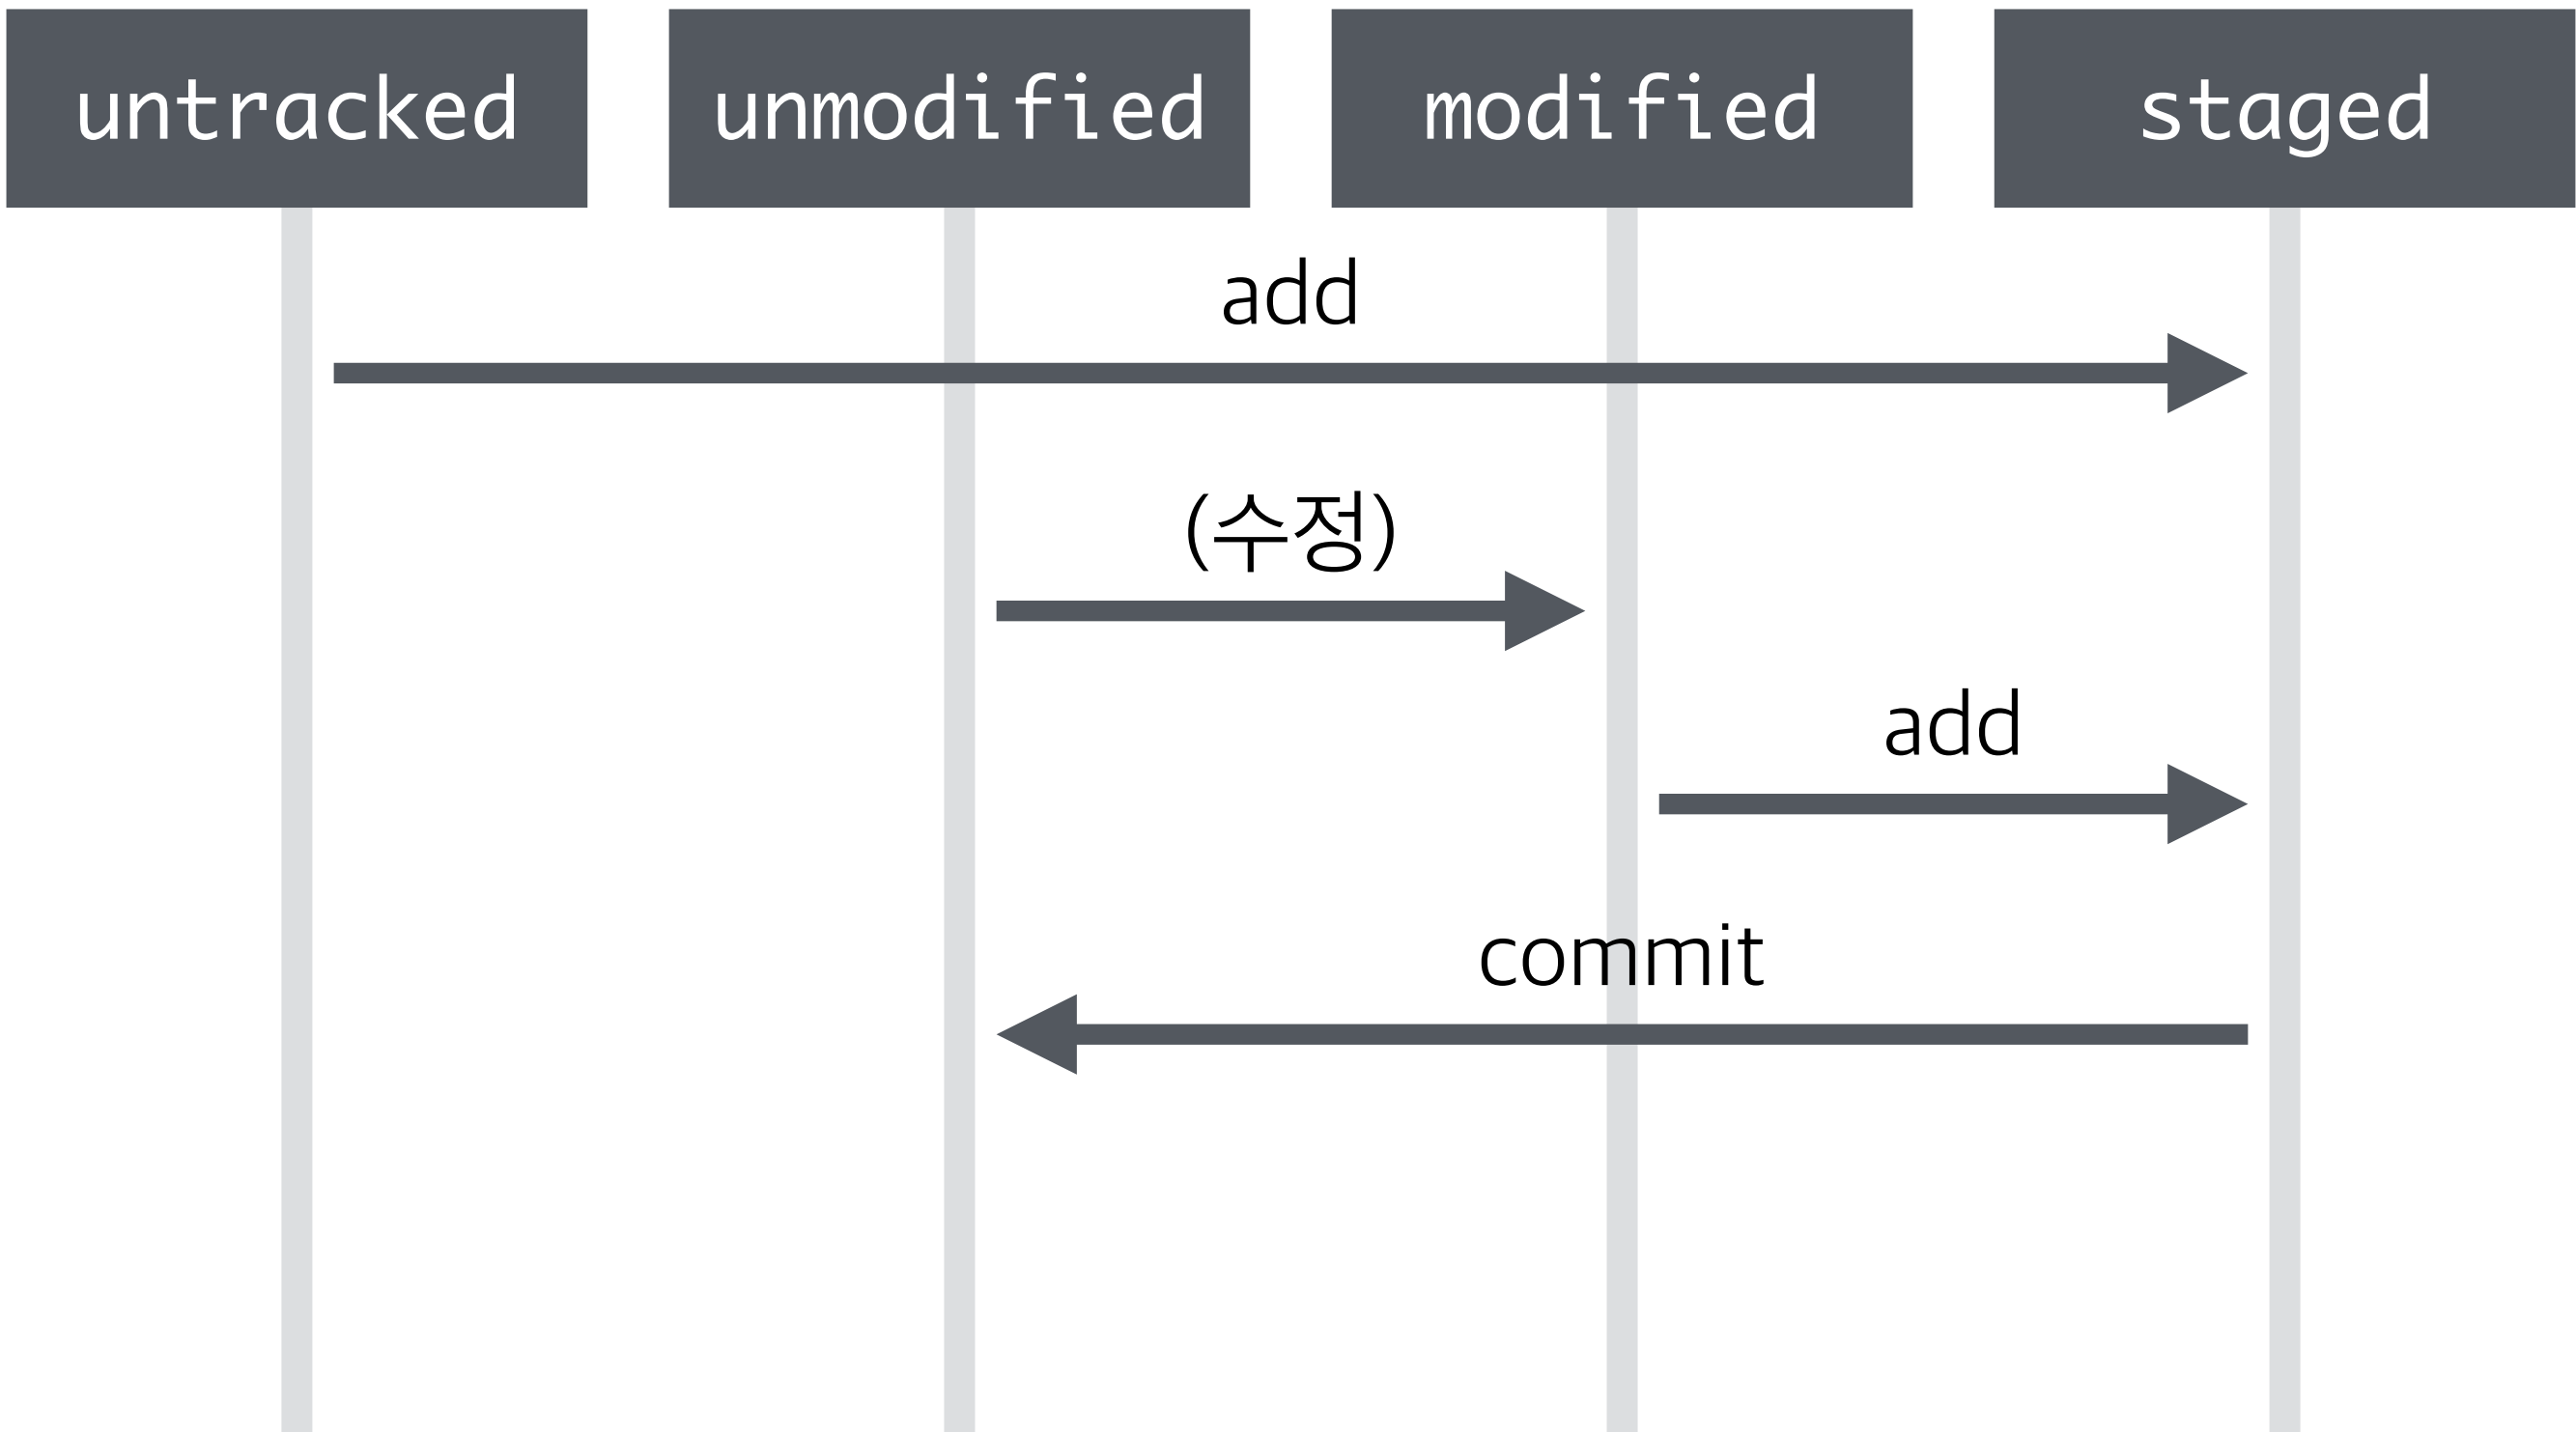 untracked
unmodified
modified
staged
add
(수정)
add
commit